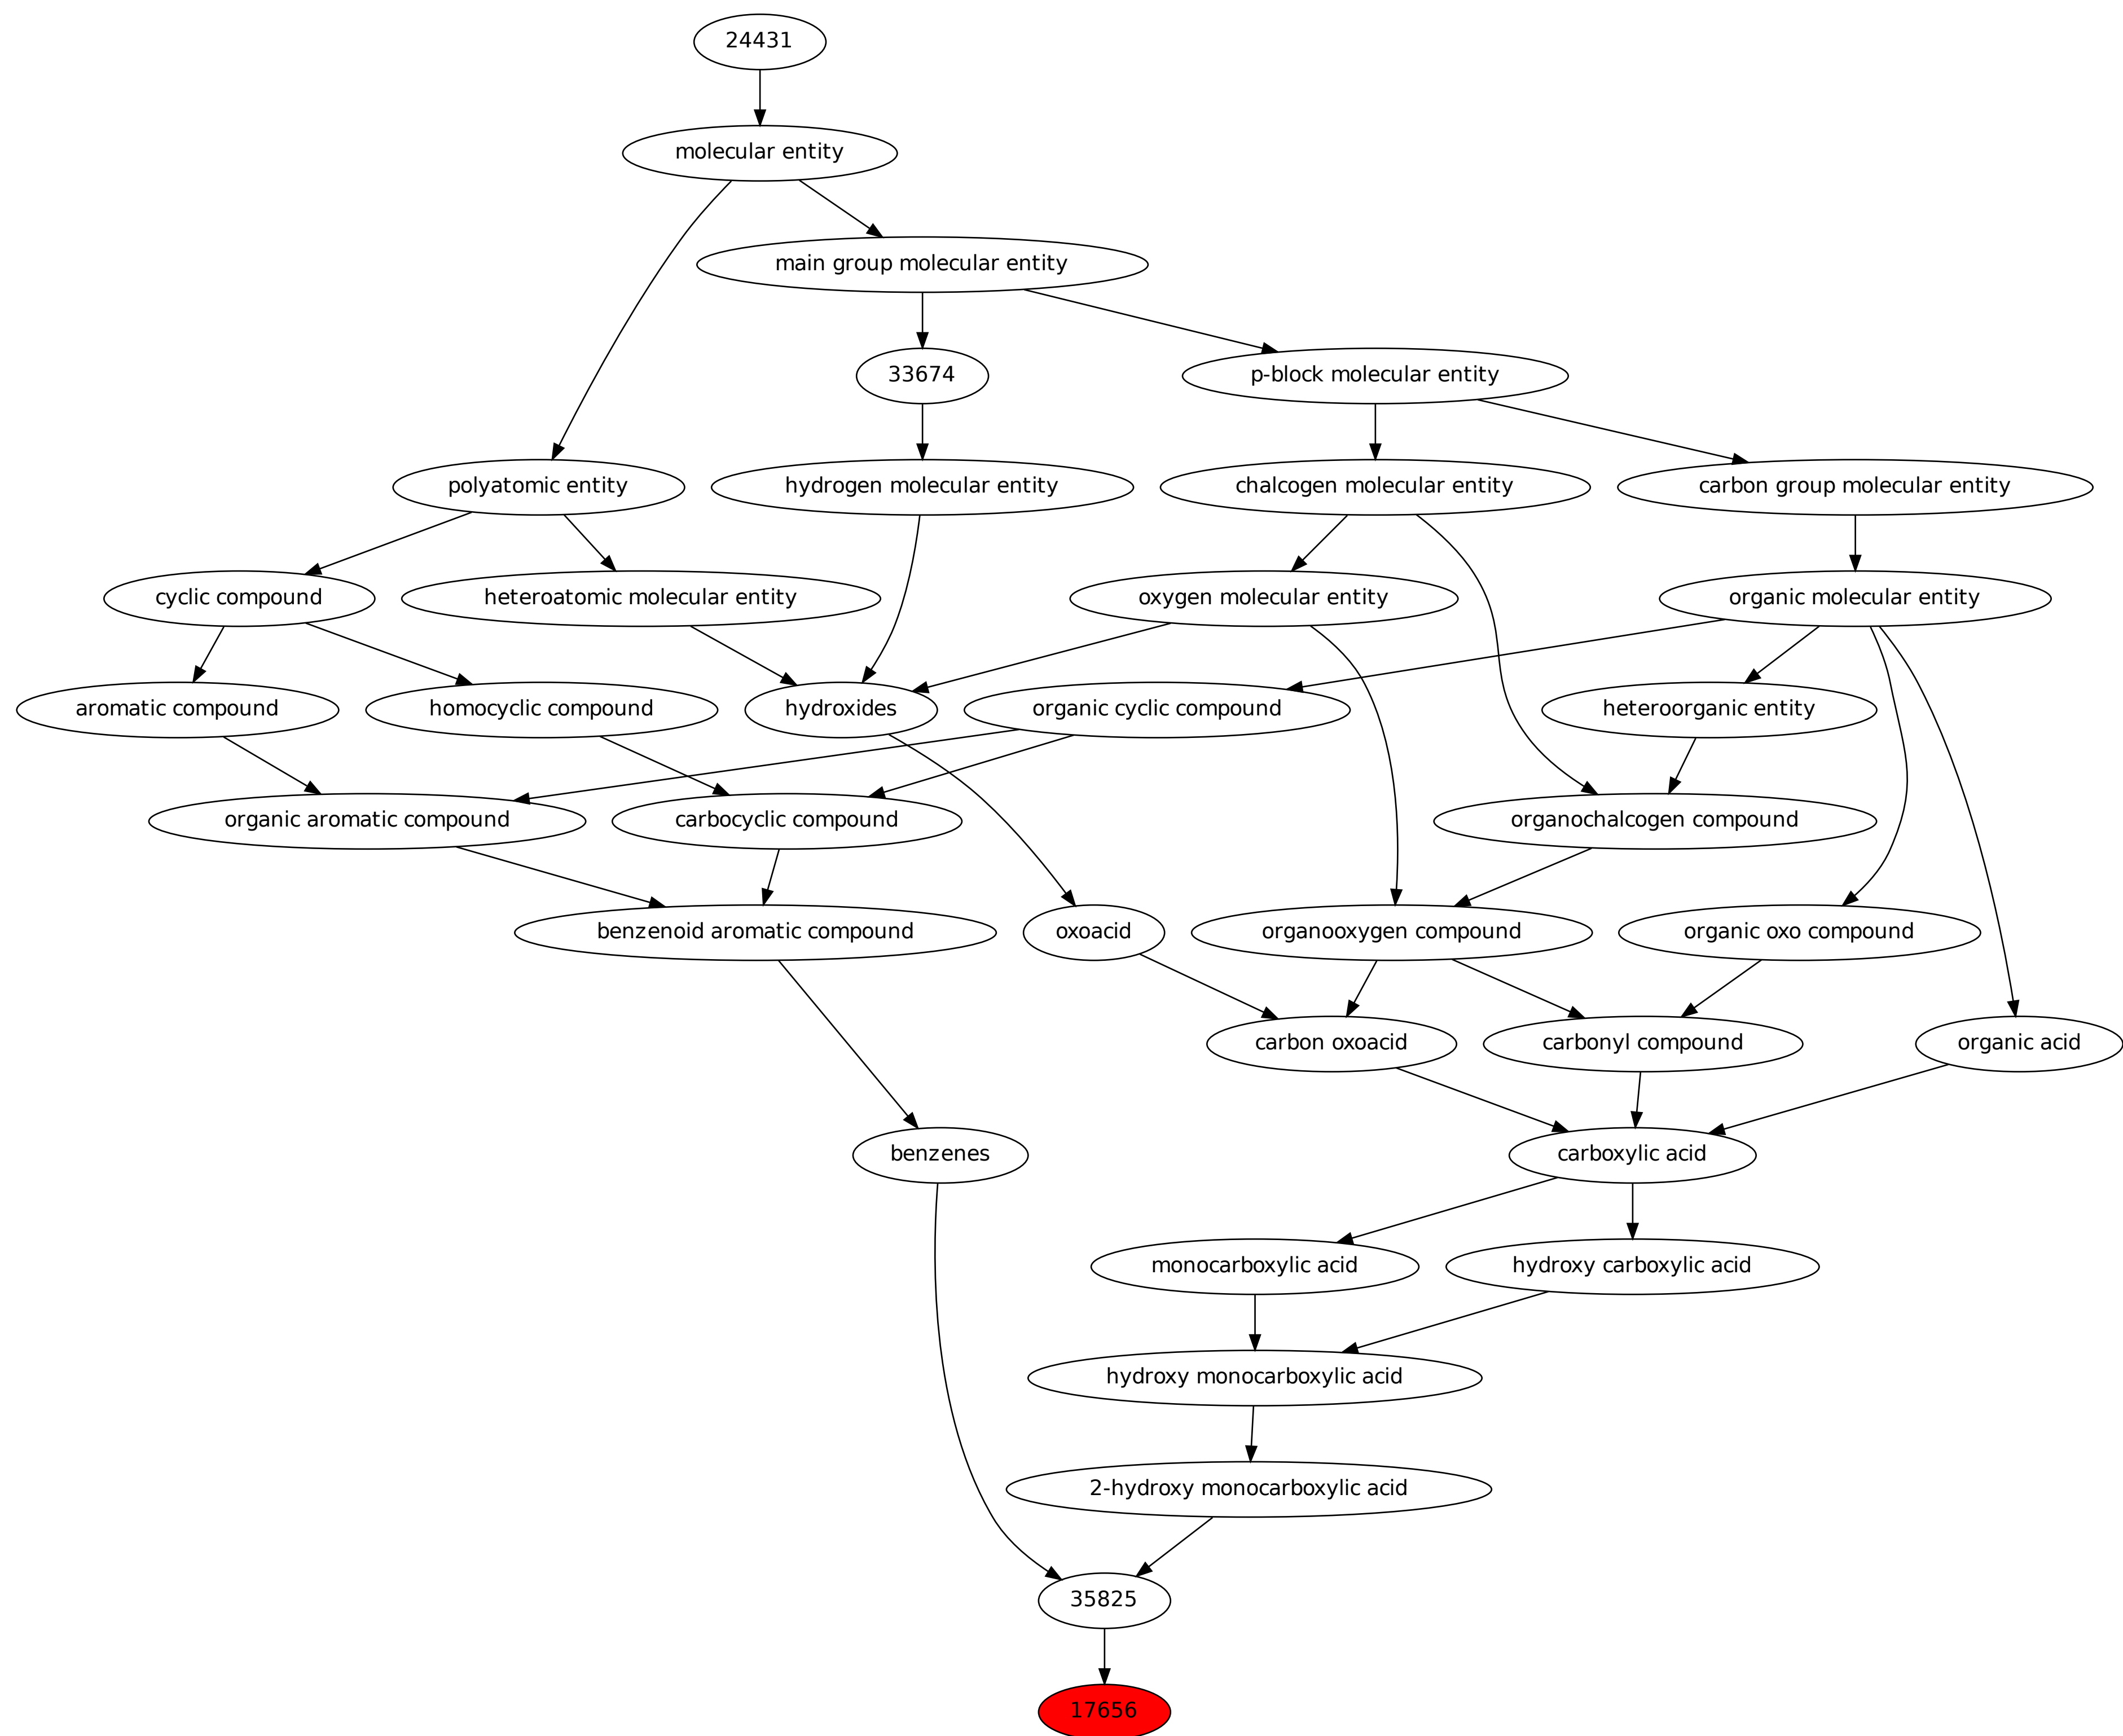 24431
molecular entity
main group molecular entity
33674
p-block molecular entity
polyatomic entity
hydrogen molecular entity
chalcogen molecular entity
carbon group molecular entity
cyclic compound
heteroatomic molecular entity
oxygen molecular entity
organic molecular entity
aromatic compound
homocyclic compound
hydroxides
organic cyclic compound
heteroorganic entity
organic aromatic compound
carbocyclic compound
organochalcogen compound
benzenoid aromatic compound
oxoacid
organooxygen compound
organic oxo compound
carbon oxoacid
carbonyl compound
organic acid
benzenes
carboxylic acid
monocarboxylic acid
hydroxy carboxylic acid
hydroxy monocarboxylic acid
2-hydroxy monocarboxylic acid
35825
17656